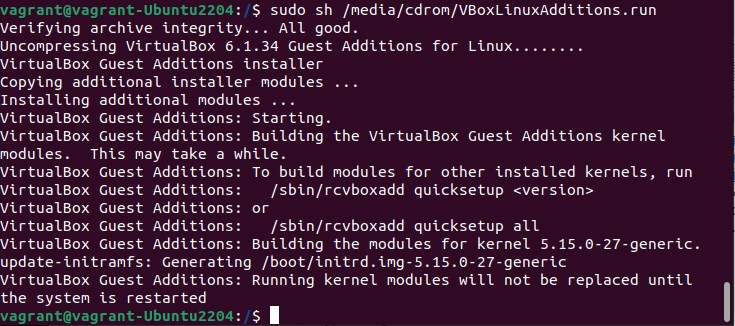 vagrant@vagrant-Ubuntu2204:/$ sudo sh /media/cdrom/VBoxLinuxAdditions.run
Verifying archive integrity... All good.
Uncompressing VirtualBox 6.1.34 Guest Additions for Linux........
VirtualBox Guest Additions installer
Copying additional installer modules ...
Installing additional modules ...
VirtualBox Guest Additions: Starting.
VirtualBox Guest Additions: Building the VirtualBox Guest Additions kernel
modules.  This may take a while.
VirtualBox Guest Additions: To build modules for other installed kernels, run
VirtualBox Guest Additions:   /sbin/rcvboxadd quicksetup <version>
VirtualBox Guest Additions: or
VirtualBox Guest Additions:   /sbin/rcvboxadd quicksetup all
VirtualBox Guest Additions: Building the modules for kernel 5.15.0-27-generic.
update-initramfs: Generating /boot/initrd.img-5.15.0-27-generic
VirtualBox Guest Additions: Running kernel modules will not be replaced until
the system is restarted
vagrant@vagrant-Ubuntu2204:/$